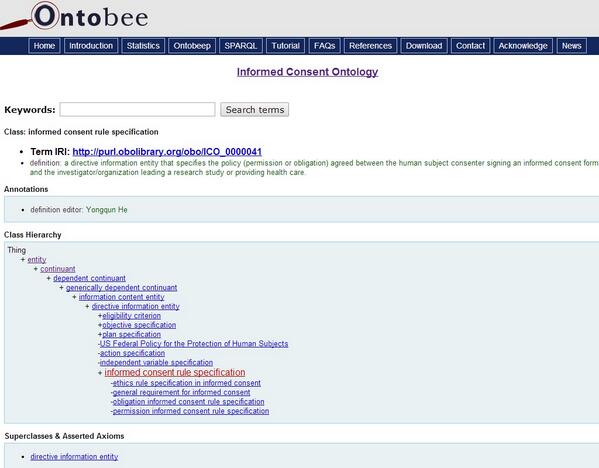 Ontobee
Home Introduction Statistics Ontobeep SPARQL Tutorial FAQs References Download Contact Acknowledge News
Informed Consent Ontology
Keywords: Search terms
Class: informed consent rule specification
• Term IRI: http://purl.obolibrary.org/obo/ICO_0000041
• definition: a directive information entity that specifies the policy (permission or obligation) agreed between the human subject consenter signing an informed consent form
and the investigator/organization leading a research study or providing health care.
Annotations
• definition editor: Yongqun He
Class Hierarchy
Thing
+ entity
+ continuant
+ dependent continuant
+ generically dependent continuant
+ information content entity
+ directive information entity
+eligibility criterion
+objective specification
+plan specification
-US Federal Policy for the Protection of Human Subjects
-action specification
-independent variable specification
+ informed consent rule specification
-ethics rule specification in informed consent
-general requirement for informed consent
-obligation informed consent rule specification
-permission informed consent rule specification
Superclasses & Asserted Axioms
• directive information entity